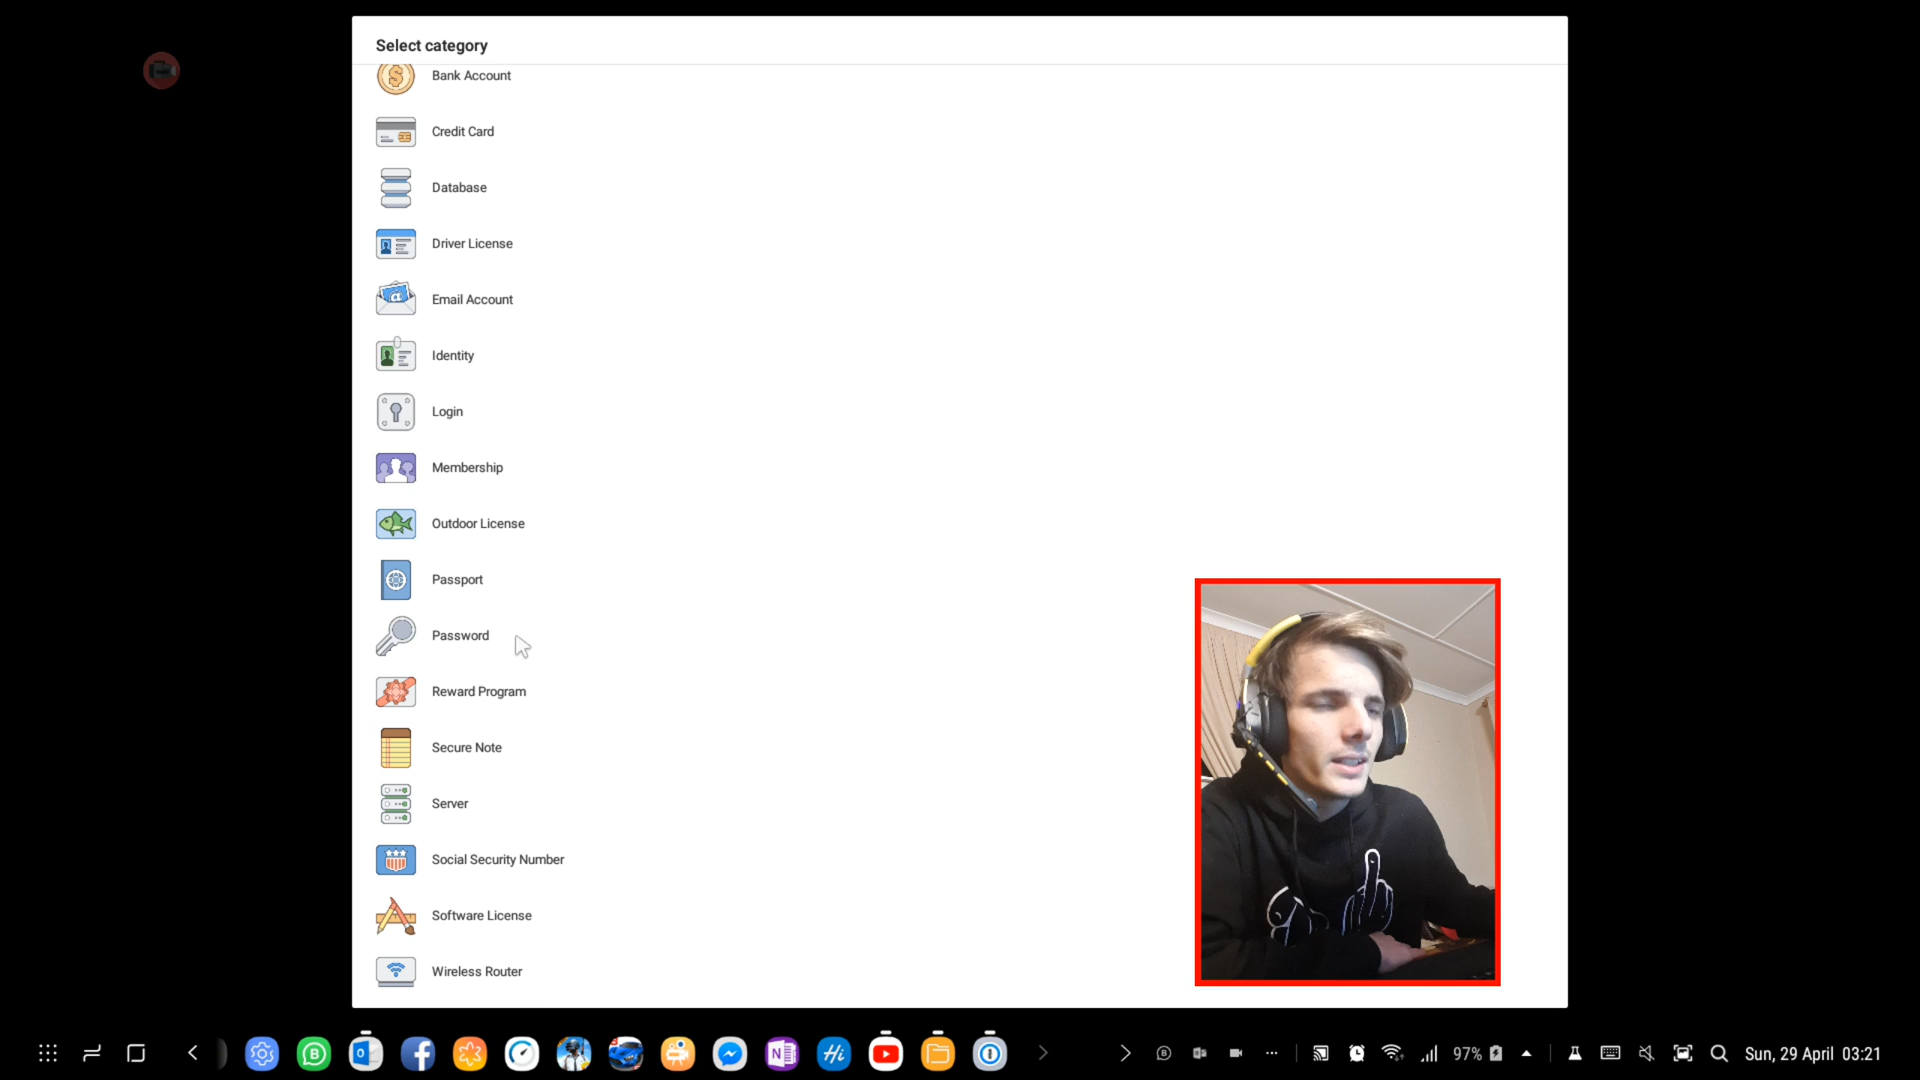 Select category
Bank Account
Credit Card
Database
Driver License
Email Account
Identity
Login
Membership
Outdoor License
Passport
Password
Reward Program
Secure Note
Server
Social Security Number
Software License
Wireless Router
97%
Sun, 29 April 03:21